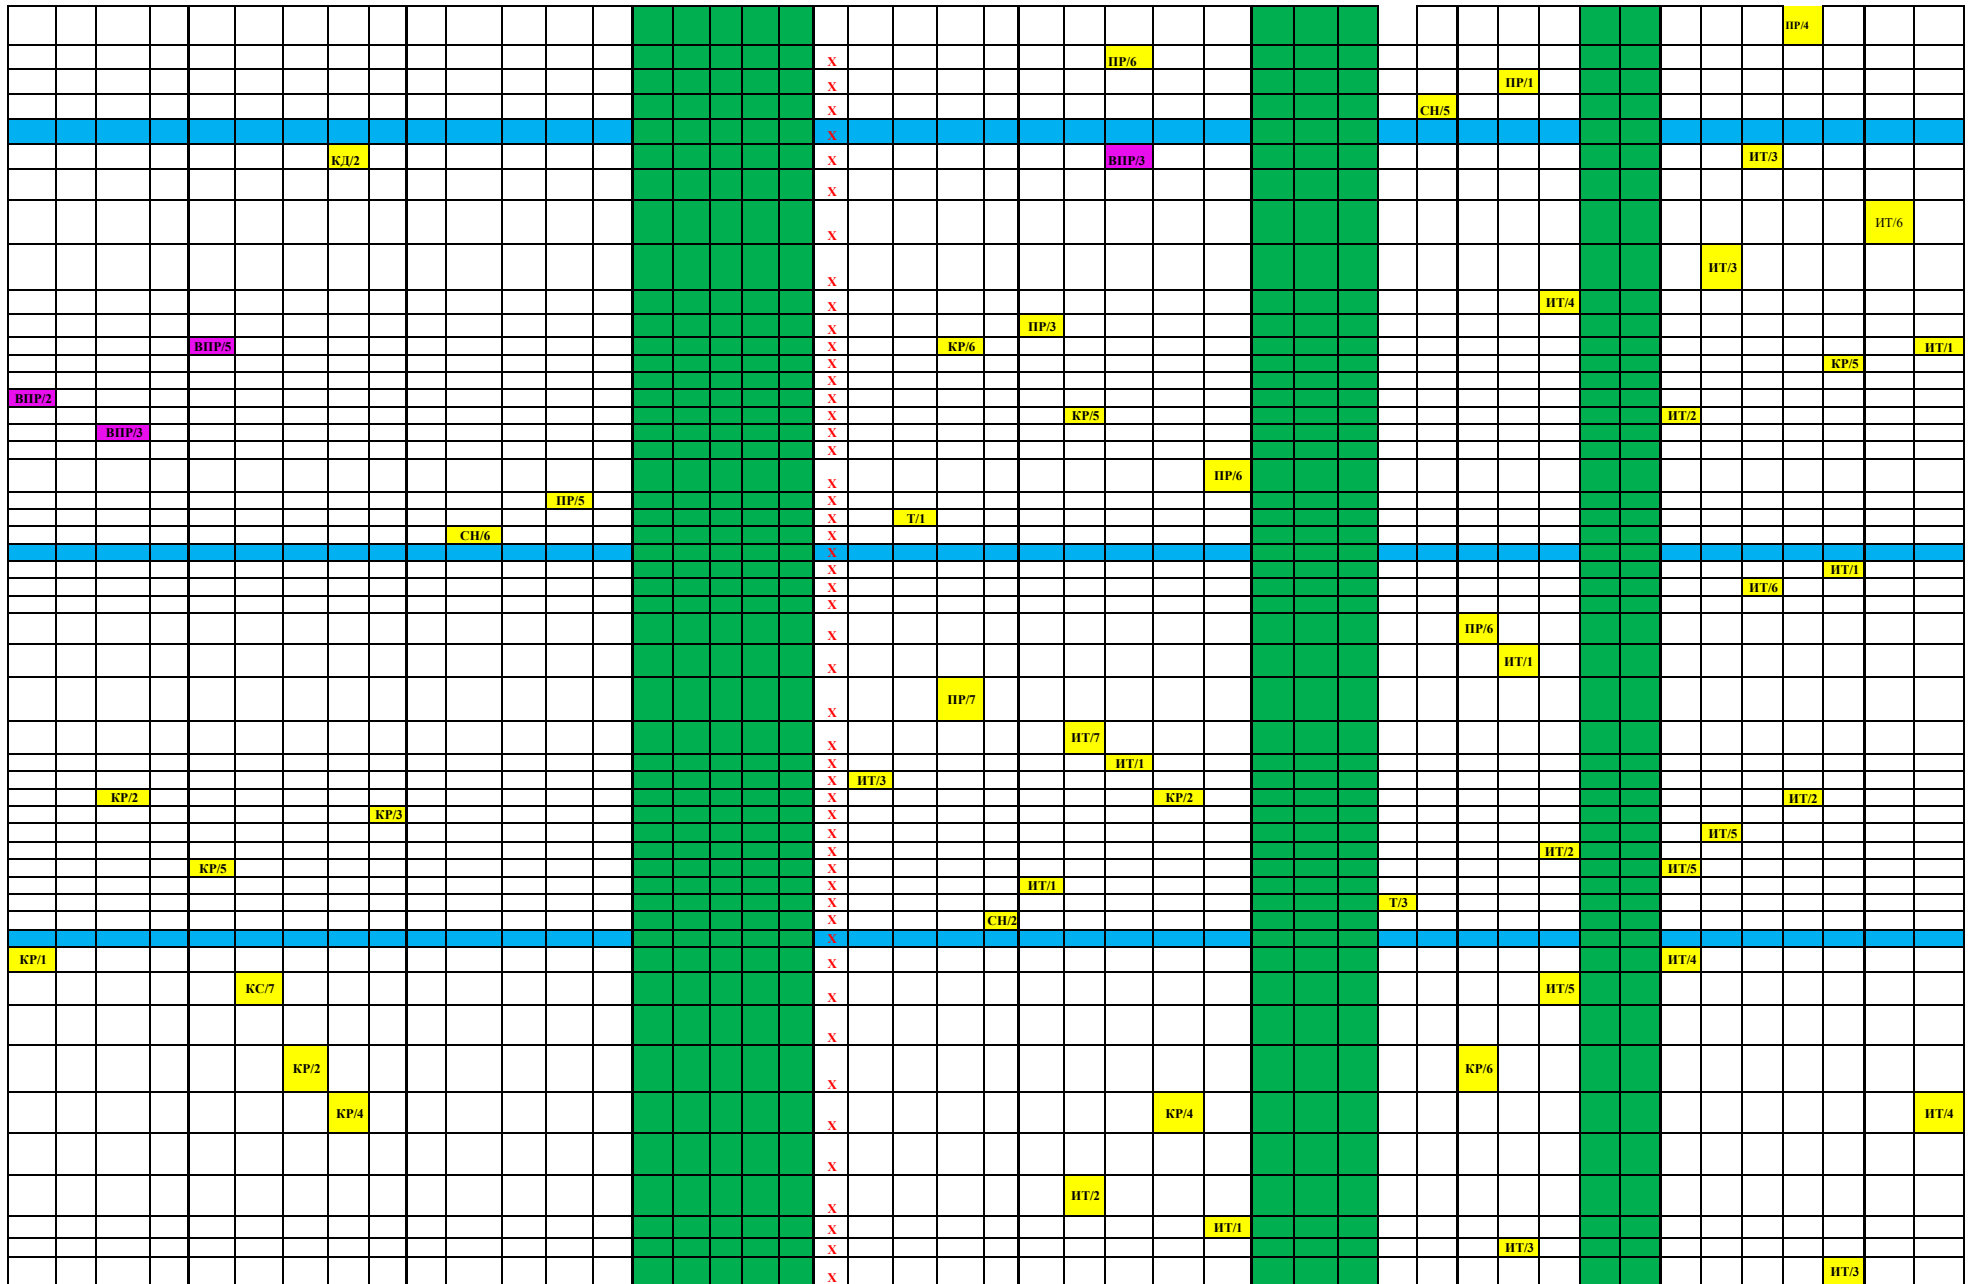 ПР/4
X ПР/6
X ПР/1
X СН/5
X
КД/2 X ВПР/3 ИТ/3
X
X ИТ/6
X ИТ/3
X ИТ/4
X ПР/3
ВПР/5 X КР/6 ИТ/1
X КР/5
X
ВПР/2 X
X КР/5 ИТ/2
ВПР/3 X
X
X ПР/6
ПР/5 X
X Т/1
СН/6 X
X
X ИТ/1
X ИТ/6
X
X ПР/6
X ИТ/1
X ПР/7
X ИТ/7
X ИТ/1
X ИТ/3
КР/2 X КР/2 ИТ/2
КР/3 X
X ИТ/5
X ИТ/2
КР/5 X ИТ/5
X ИТ/1
X Т/3
X СН/2
X
КР/1 X ИТ/4
КС/7 X ИТ/5
X
КР/2 X КР/6
КР/4 X КР/4 ИТ/4
X
X ИТ/2
X ИТ/1
X ИТ/3
X ИТ/3